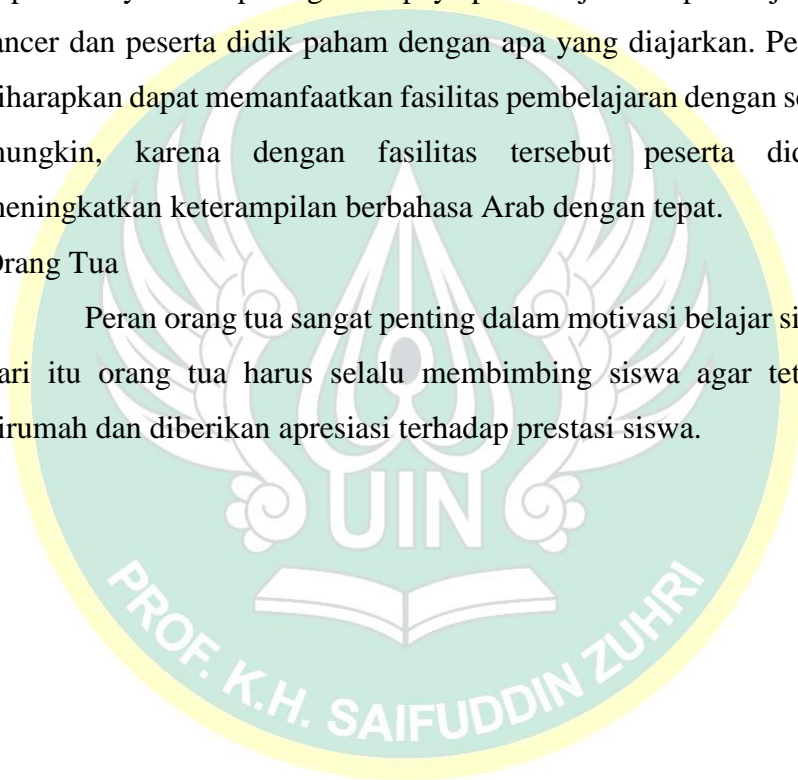 ancer dan peserta didik paham dengan apa yang diajarkan. Pe
iharapkan dapat memanfaatkan fasilitas pembelajaran dengan se
mungkin, karena dengan fasilitas tersebut peserta did
meningkatkan keterampilan berbahasa Arab dengan tepat.
Orang Tua
Peran orang tua sangat penting dalam motivasi belajar si
ari itu orang tua harus selalu membimbing siswa agar tet
irumah dan diberikan apresiasi terhadap prestasi siswa.
UIN
PROF. K.H. SAIFUDDIN ZUHRI